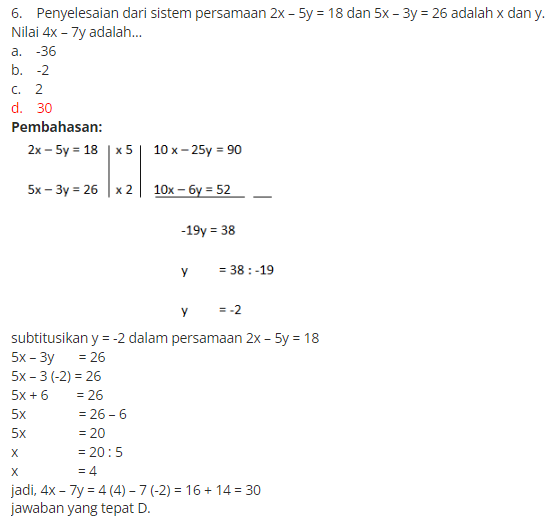 6. Penyelesaian dari sistem persamaan 2x – 5y = 18 dan 5x – 3y = 26 adalah x dan y.
Nilai 4x – 7y adalah...
a. -36
b. -2
c. 2
d. 30
Pembahasan:
2x – 5y = 18 | x 5 | 10 x – 25y = 90
5x – 3y = 26 | x 2 | 10x – 6y = 52 __
-19y = 38
y = 38 : -19
y = -2
subtitusikan y = -2 dalam persamaan 2x – 5y = 18
5x – 3y = 26
5x – 3 (-2) = 26
5x + 6 = 26
5x = 26 – 6
5x = 20
x = 20 : 5
x = 4
jadi, 4x – 7y = 4 (4) – 7 (-2) = 16 + 14 = 30
jawaban yang tepat D.